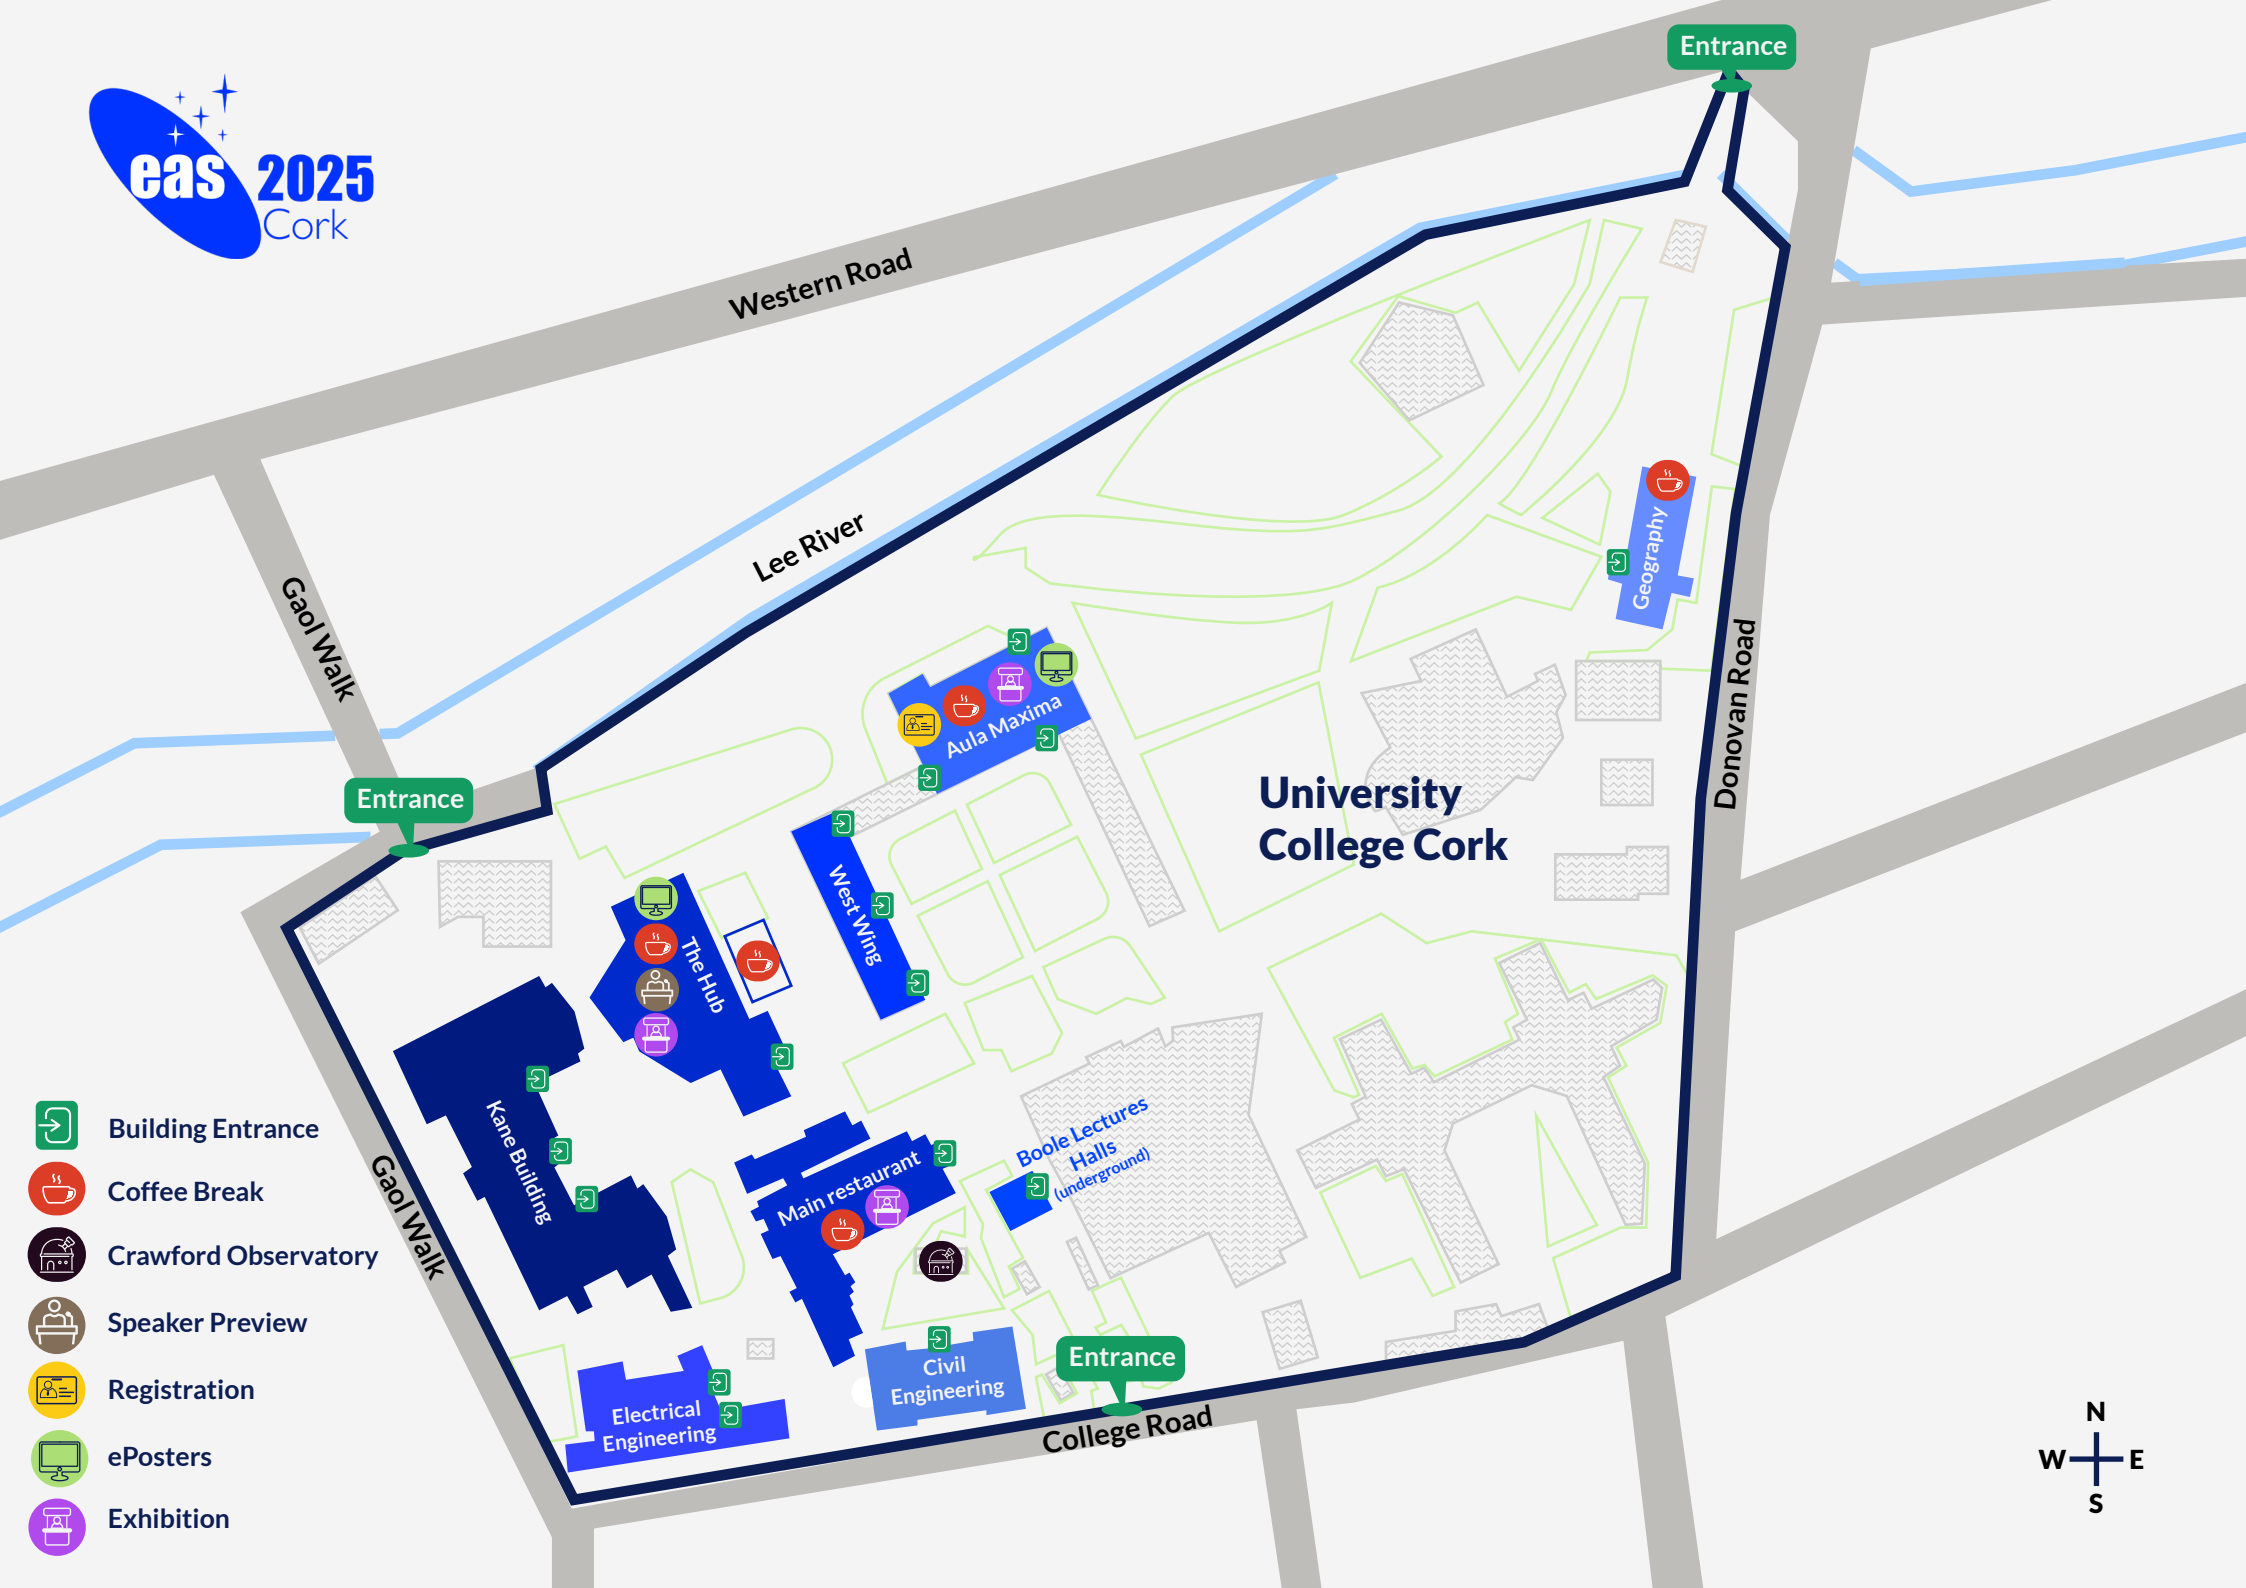 Entrance
eas 2025
Cork
Western Road
Lee River
Gaol Walk
Geography
Donovan Road
Aula Maxima
Entrance
University
College Cork
West Wing
The Hub
Kane Building
Building Entrance
Coffee Break
Crawford Observatory
Speaker Preview
Registration
ePosters
Exhibition
Gaol Walk
Main restaurant
Boole Lectures
Halls
(underground)
Entrance
Civil
Engineering
Electrical
Engineering
College Road
N
W E
S